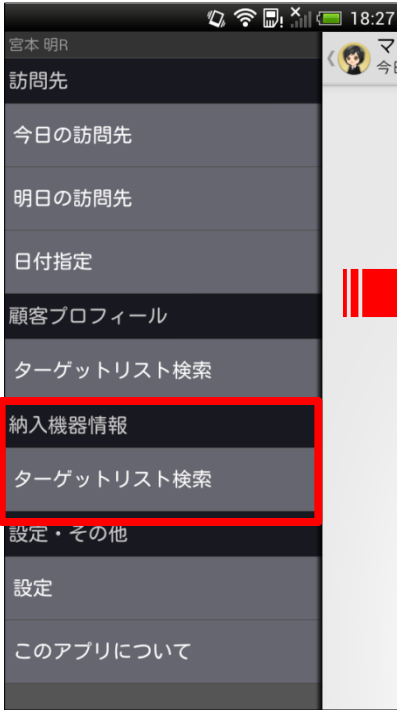 18:27
宮本 明R
マ
今日
訪問先
今日の訪問先
明日の訪問先
日付指定
顧客プロフィール
ターゲットリスト検索
納入機器情報
ターゲットリスト検索
設定・その他
設定
このアプリについて